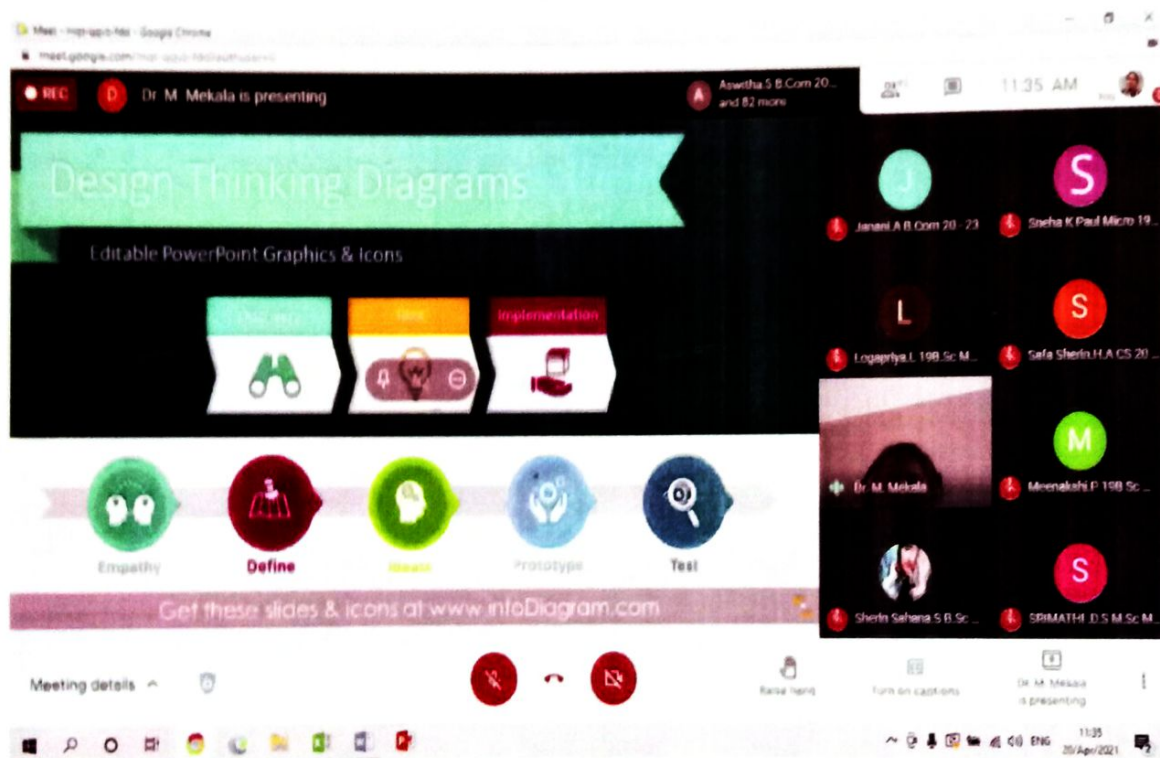 Meet - - Google Chrome
meet.google.com/
REC
D
Dr. M. Mekala is presenting
A
Aswitha.S B.Com 20...
and 82 more
11:35 AM
You
Design Thinking Diagrams
Editable PowerPoint Graphics & Icons
Implementation
Empathy
Define
Ideate
Prototype
Test
Get these slides & icons at www.infoDiagram.com
J
Janani.A B.Com 20 - 23
S
Sneha K Paul Micro 19...
L
Logapriya.L 19B.Sc M...
S
Safa Sherin.H.A CS 20...
Dr. M. Mekala
M
Meenakshi.P 19B Sc...
Sherin Sahana.S B.Sc...
S
SRIMATHI .D.S M.Sc M...
Meeting details
Raise hand
Turn on captions
Dr. M. Mekala
is presenting
ENG
11:35
20/Apr/2021